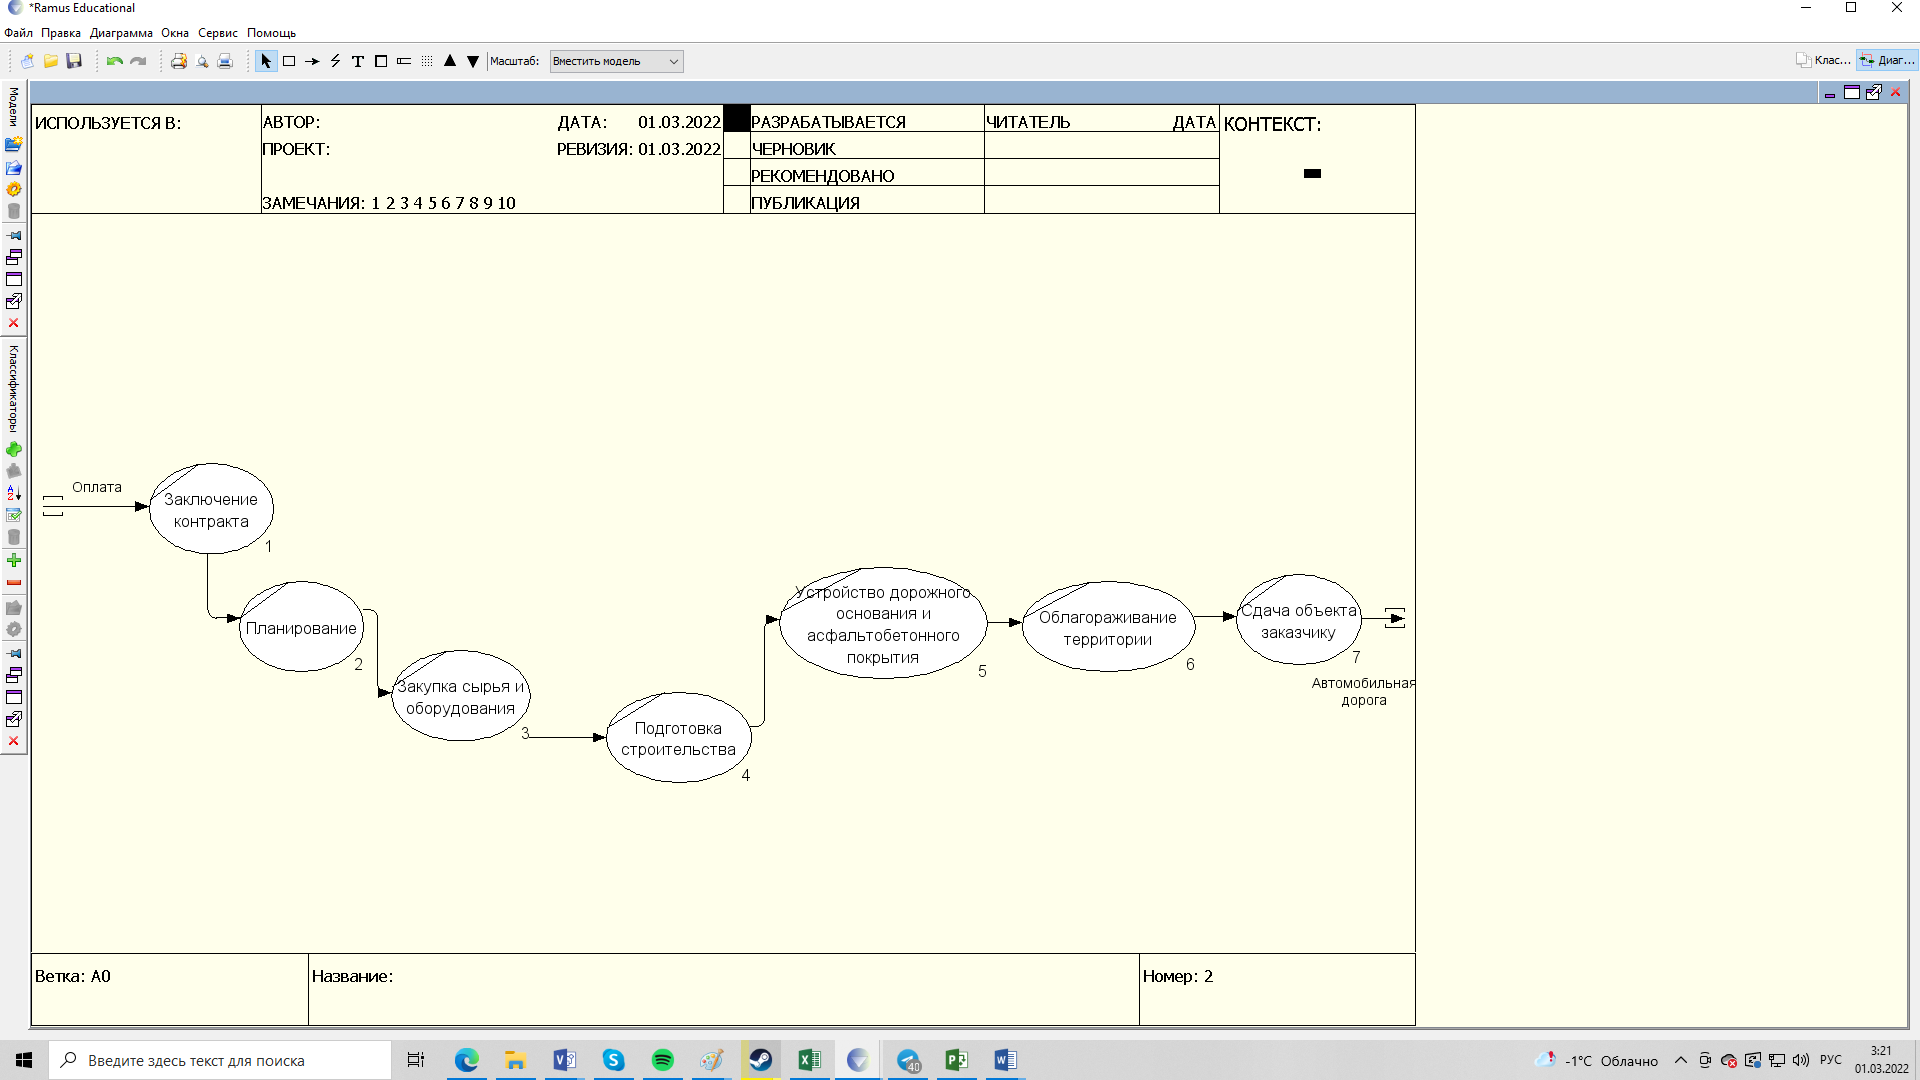 *Ramus Educational
Файл Правка Диаграмма Окна Сервис Помощь
Масштаб: Вместить модель
Клас... Диаг...
Модели
Классификаторы
ИСПОЛЬЗУЕТСЯ В:
АВТОР:
ДАТА: 01.03.2022
ПРОЕКТ:
РЕВИЗИЯ: 01.03.2022
ЗАМЕЧАНИЯ: 1 2 3 4 5 6 7 8 9 10
РАЗРАБАТЫВАЕТСЯ
ЧЕРНОВИК
РЕКОМЕНДОВАНО
ПУБЛИКАЦИЯ
ЧИТАТЕЛЬ ДАТА
КОНТЕКСТ:
Оплата
Заключение
контракта
1
Планирование
2
Закупка сырья и
оборудования
3
Подготовка
строительства
4
Устройство дорожного
основания и
асфальтобетонного
покрытия
5
Облагораживание
территории
6
Сдача объекта
заказчику
7
Автомобильная
дорога
Ветка: A0
Название:
Номер: 2
Введите здесь текст для поиска
40
-1°C Облачно
РУС
3:21
01.03.2022